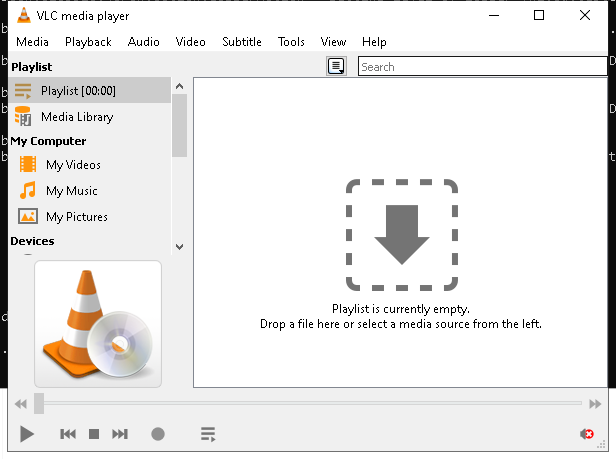 VLC media player
Media Playback Audio Video Subtitle Tools View Help
Playlist
Search
Playlist [00:00]
Media Library
My Computer
My Videos
My Music
My Pictures
Devices
Playlist is currently empty.
Drop a file here or select a media source from the left.